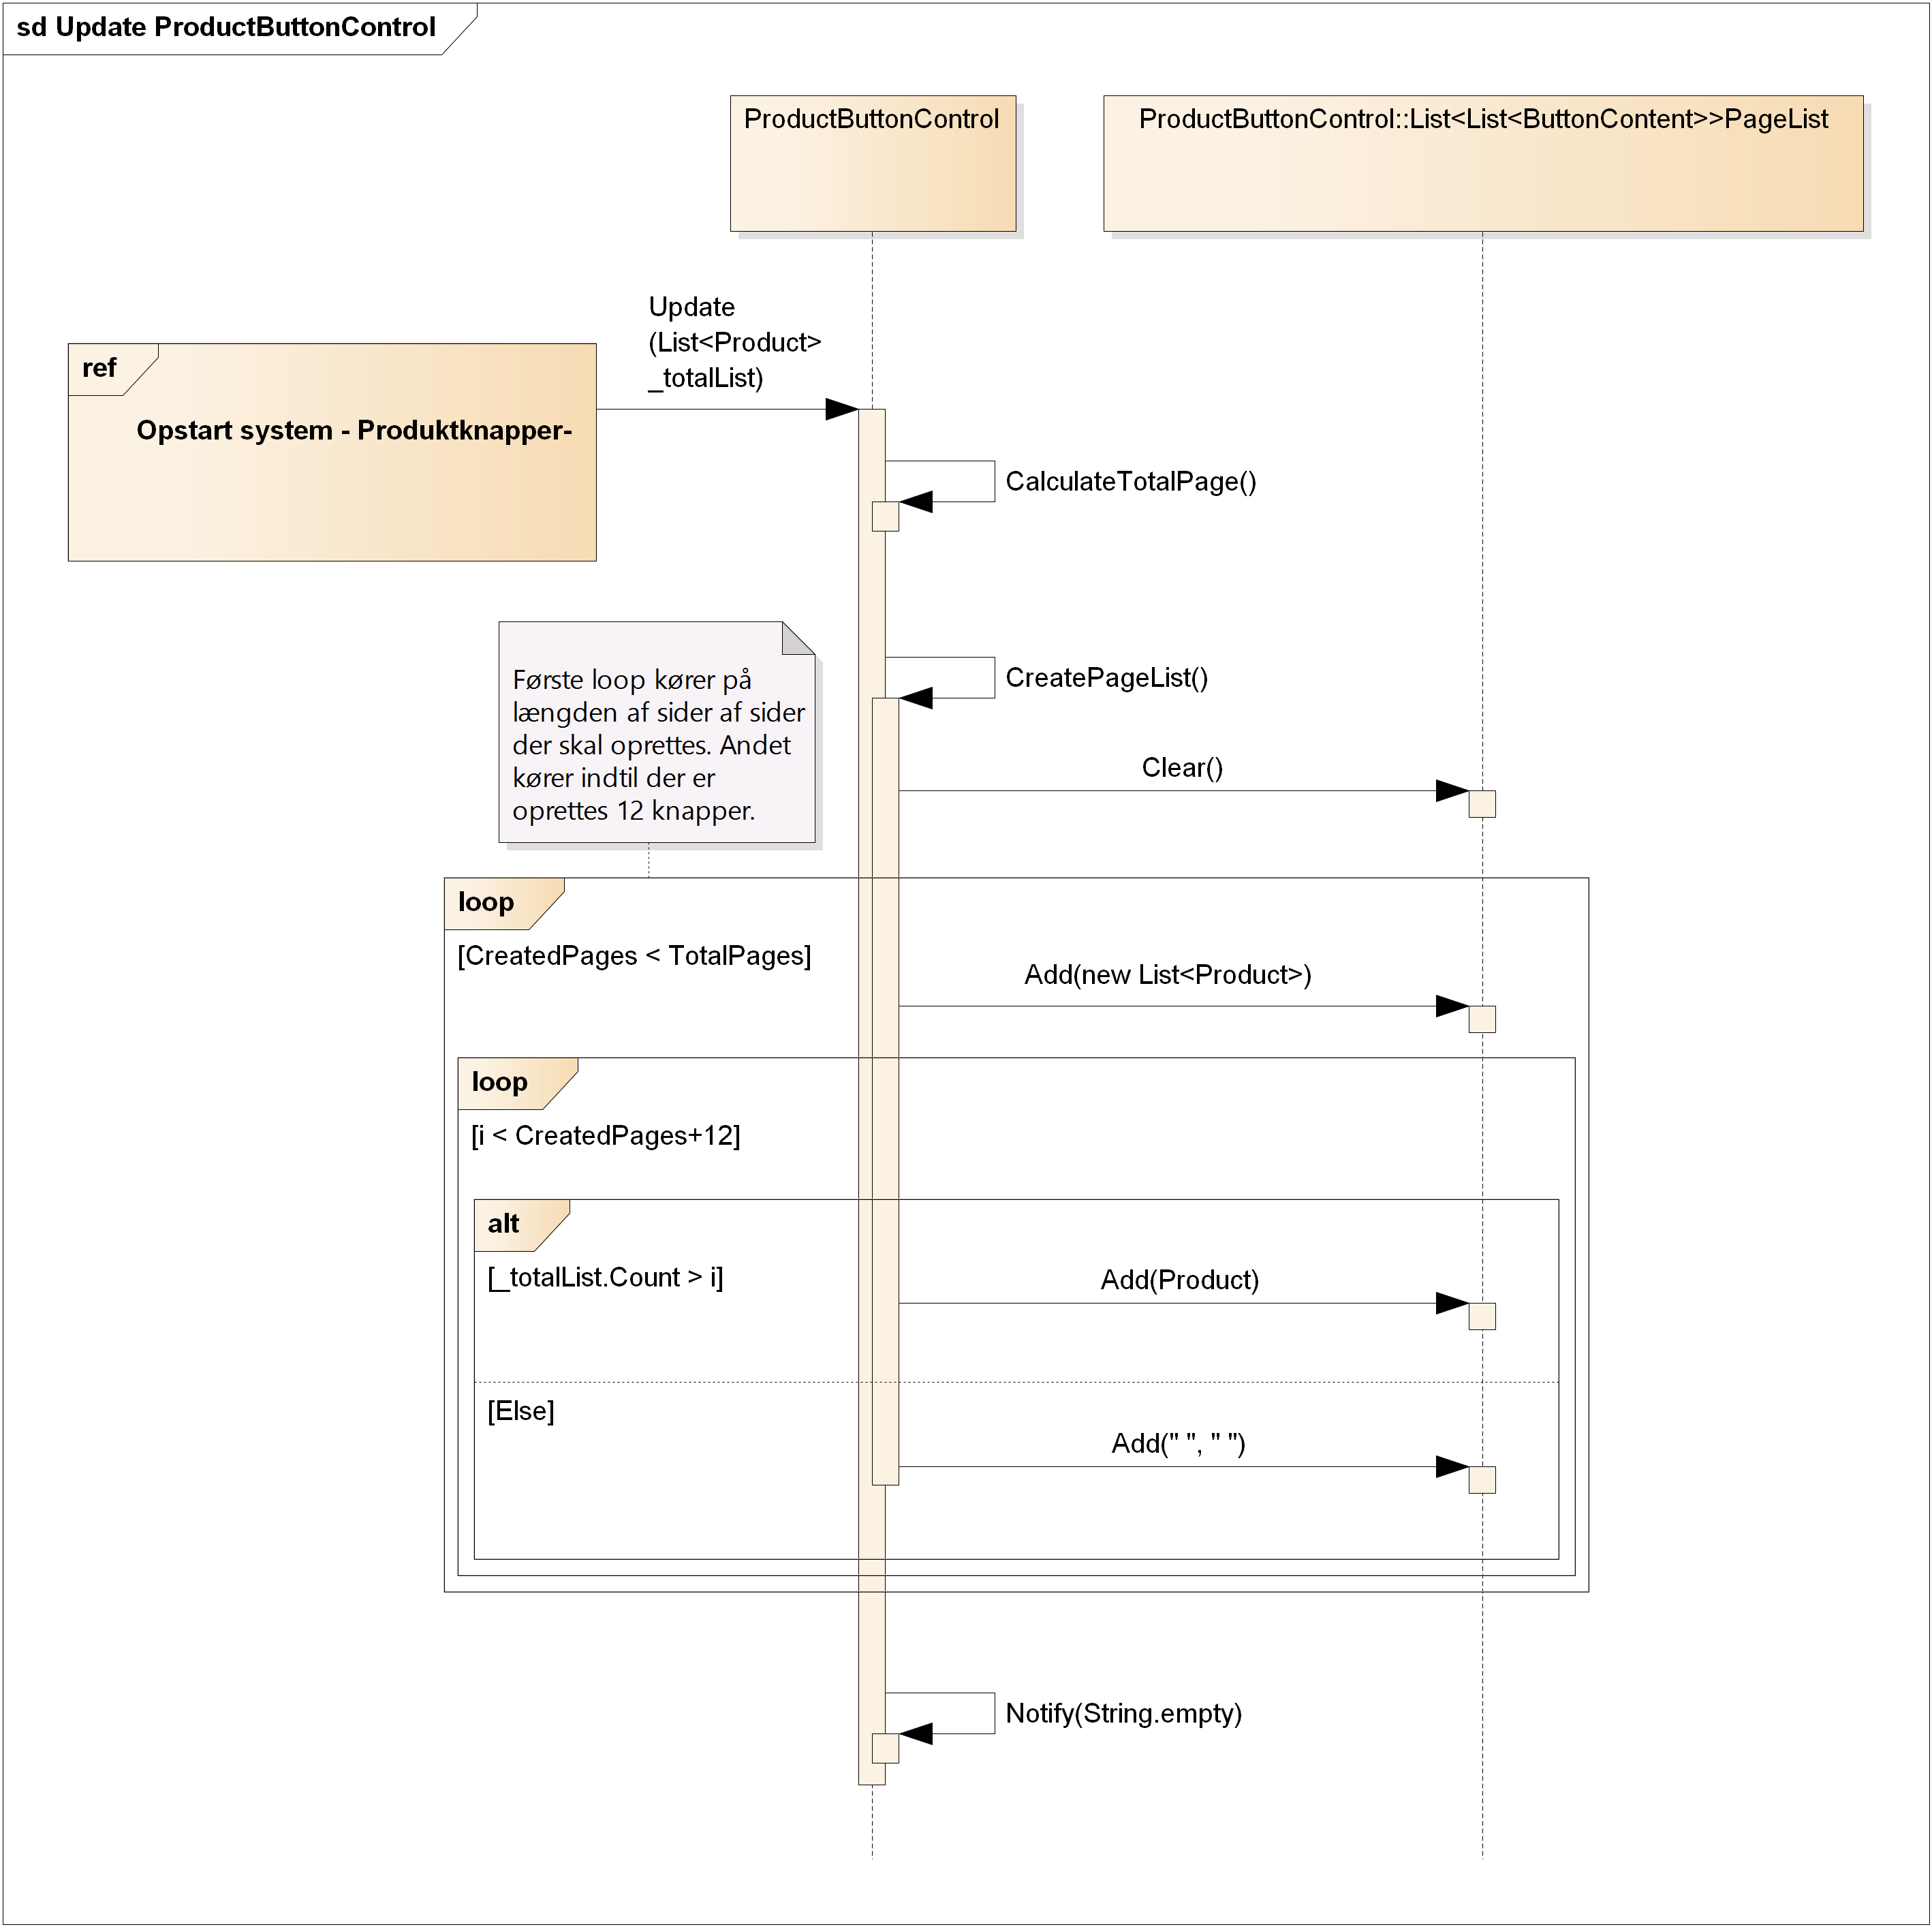 sd Update ProductButtonControl
ProductButtonControl
ProductButtonControl::List<List<ButtonContent>>PageList
Update
(List<Product>
_totalList)
ref
Opstart system - Produktknapper-
CalculateTotalPage()
Første loop kører på
længden af sider af sider
der skal oprettes. Andet
kører indtil der er
oprettes 12 knapper.
CreatePageList()
Clear()
loop
[CreatedPages < TotalPages]
Add(new List<Product>)
loop
[i < CreatedPages+12]
alt
[_totalList.Count > i]
Add(Product)
[Else]
Add(" ", " ")
Notify(String.empty)